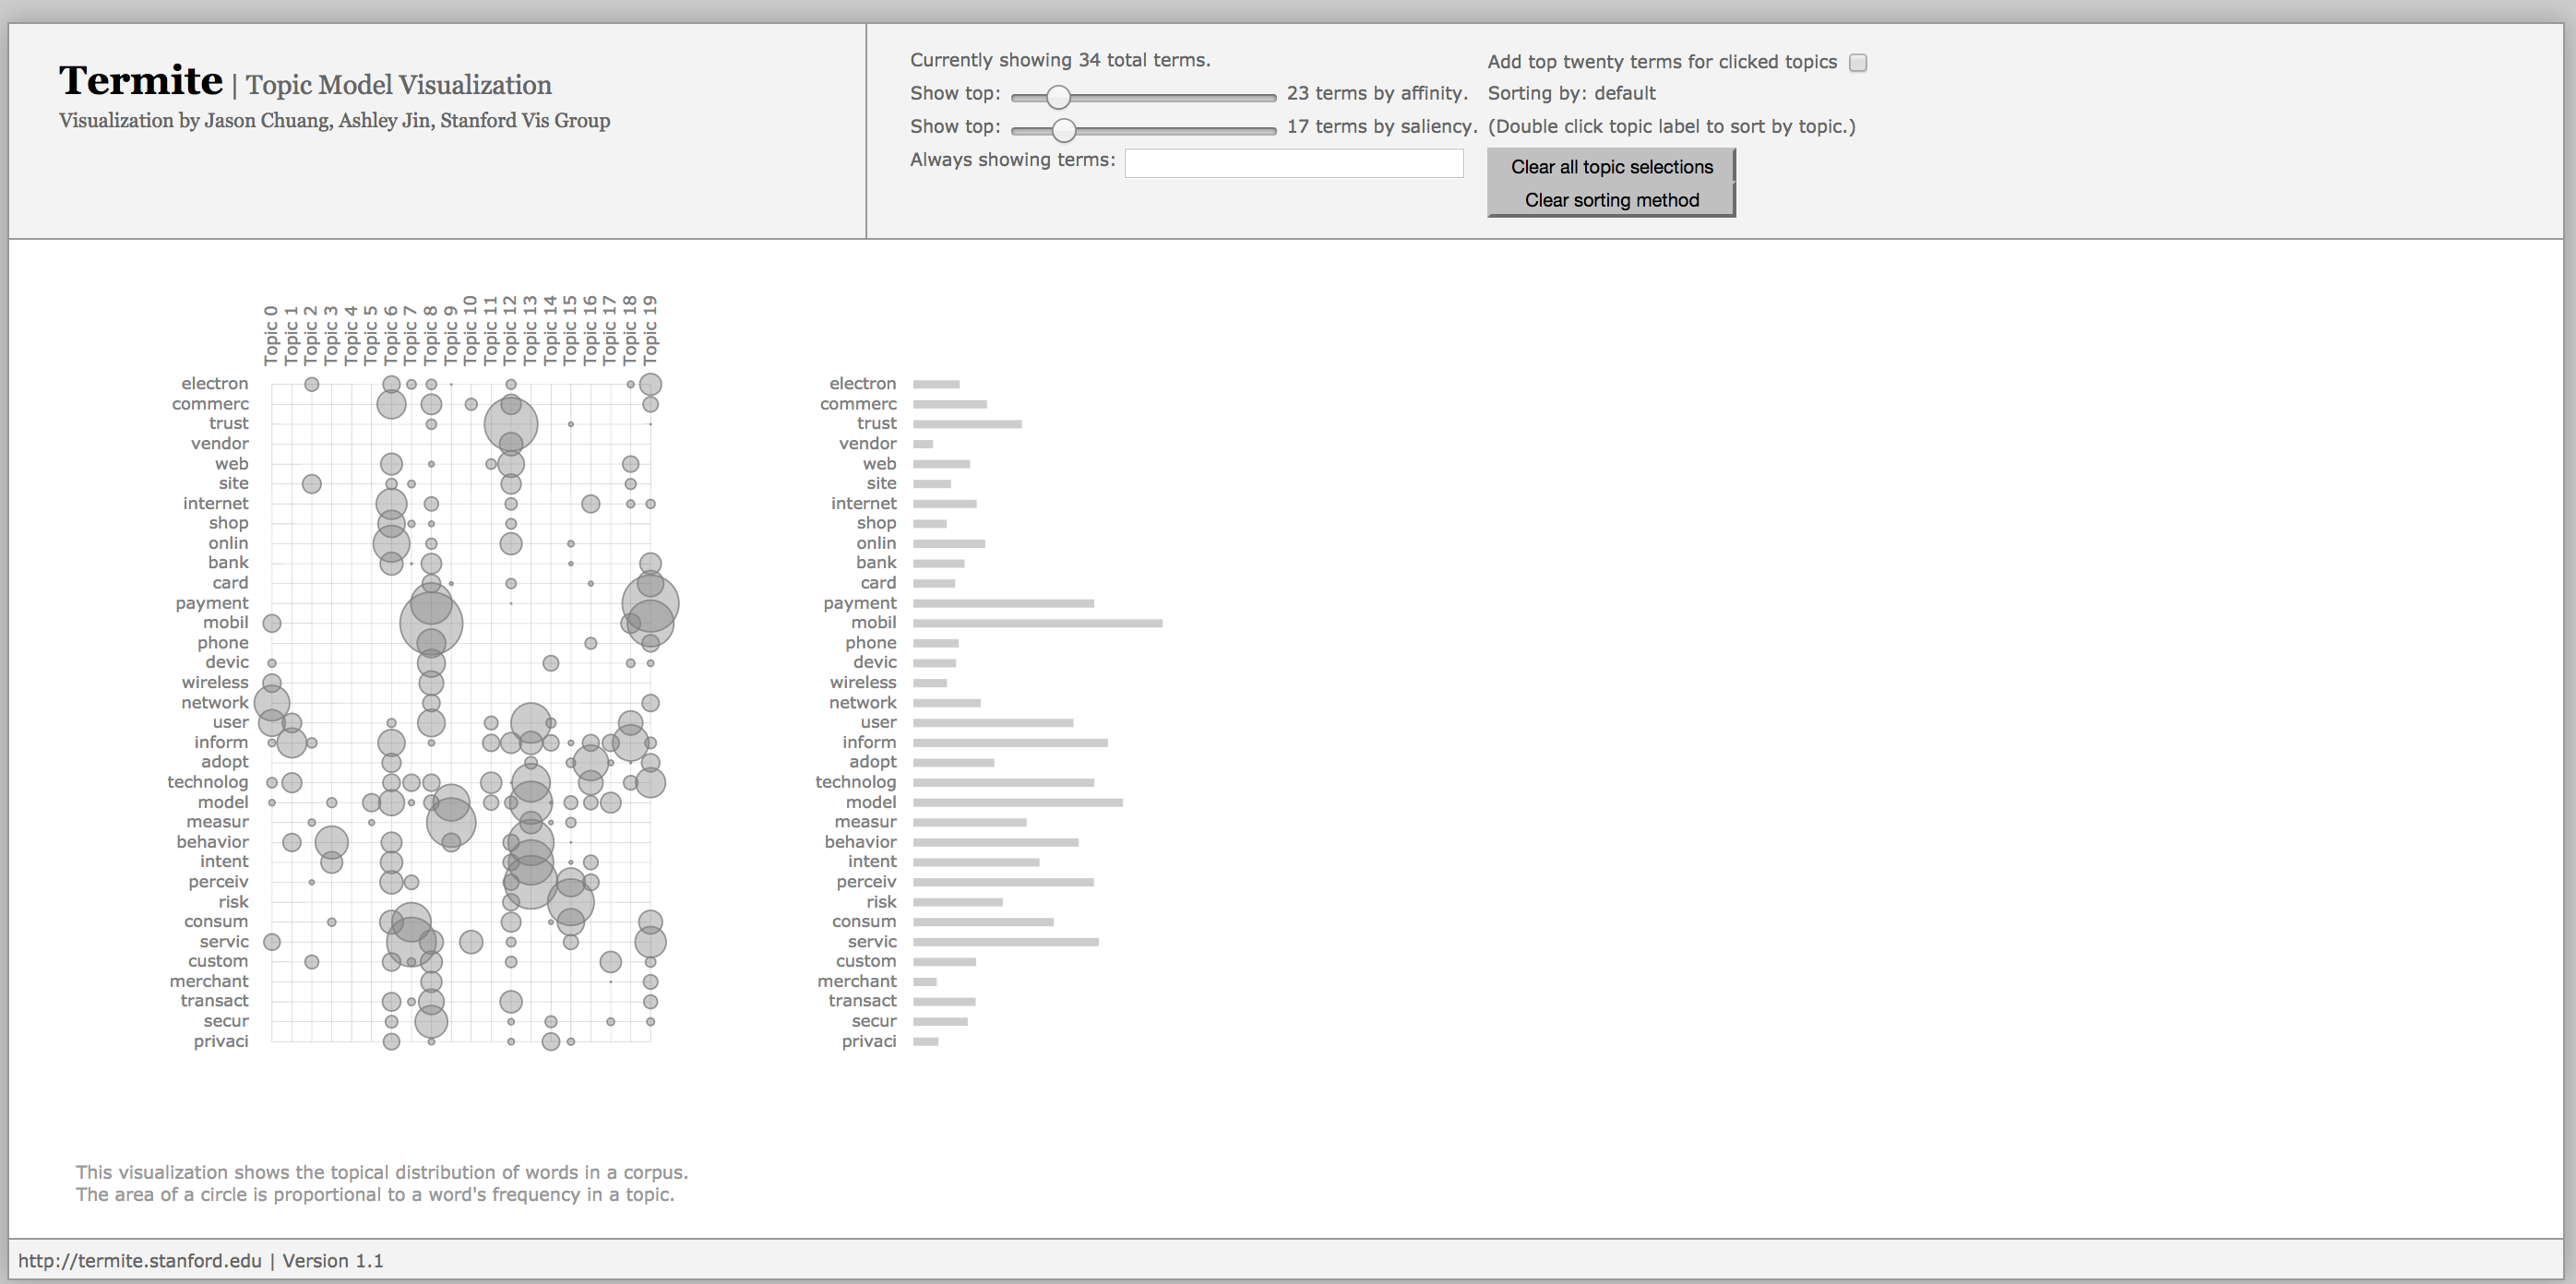 Termite | Topic Model Visualization
Visualization by Jason Chuang, Ashley Jin, Stanford Vis Group
Currently showing 34 total terms.
Show top: 23 terms by affinity.
Show top: 17 terms by saliency.
Always showing terms:
Add top twenty terms for clicked topics
Sorting by: default
(Double click topic label to sort by topic.)
Clear all topic selections
Clear sorting method
Topic 0
Topic 1
Topic 2
Topic 3
Topic 4
Topic 5
Topic 6
Topic 7
Topic 8
Topic 9
Topic 10
Topic 11
Topic 12
Topic 13
Topic 14
Topic 15
Topic 16
Topic 17
Topic 18
Topic 19
electron
commerc
trust
vendor
web
site
internet
shop
onlin
bank
card
payment
mobil
phone
devic
wireless
network
user
inform
adopt
technolog
model
measur
behavior
intent
perceiv
risk
consum
servic
custom
merchant
transact
secur
privaci
electron
commerc
trust
vendor
web
site
internet
shop
onlin
bank
card
payment
mobil
phone
devic
wireless
network
user
inform
adopt
technolog
model
measur
behavior
intent
perceiv
risk
consum
servic
custom
merchant
transact
secur
privaci
This visualization shows the topical distribution of words in a corpus.
The area of a circle is proportional to a word's frequency in a topic.
http://termite.stanford.edu | Version 1.1